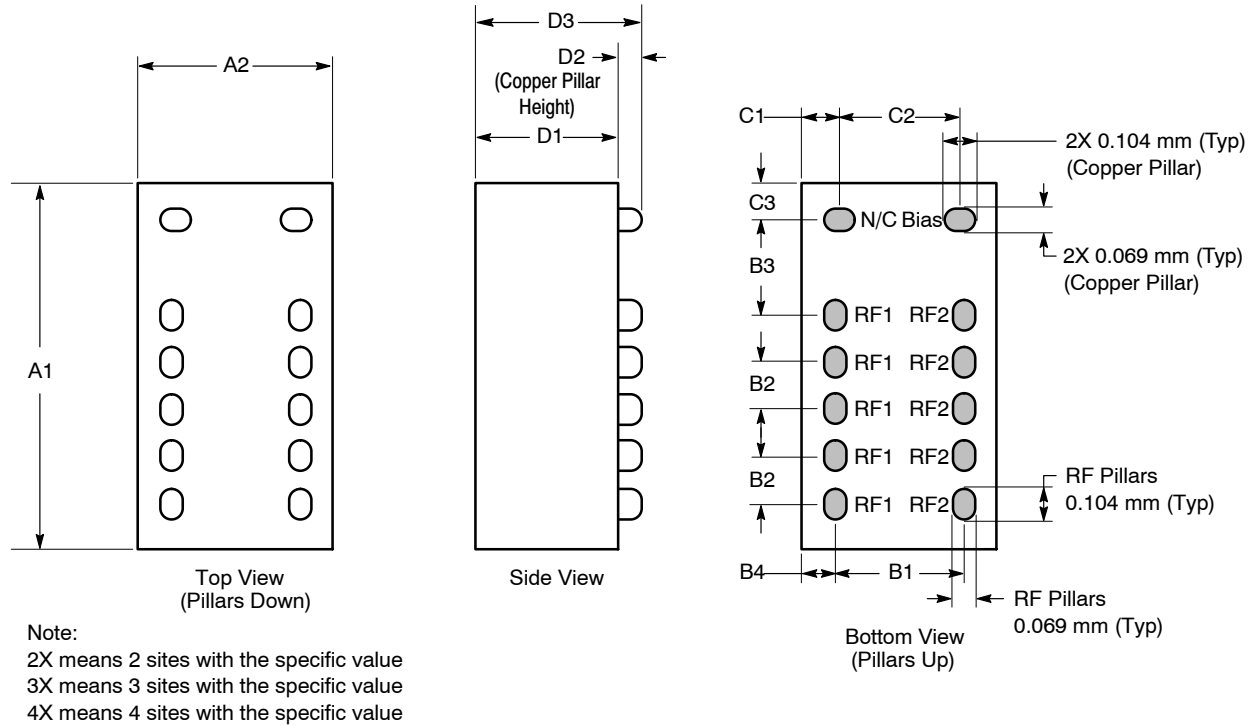 A2
A1
Top View
(Pillars Down)
D3
D2
(Copper Pillar
Height)
D1
Side View
C1
C2
2X 0.104 mm (Typ)
(Copper Pillar)
C3
N/C Bias
2X 0.069 mm (Typ)
(Copper Pillar)
B3
RF1 RF2
RF1 RF2
B2
RF1 RF2
RF1 RF2
B2
RF1 RF2
RF Pillars
0.104 mm (Typ)
B4
B1
RF Pillars
0.069 mm (Typ)
Bottom View
(Pillars Up)
Note:
2X means 2 sites with the specific value
3X means 3 sites with the specific value
4X means 4 sites with the specific value